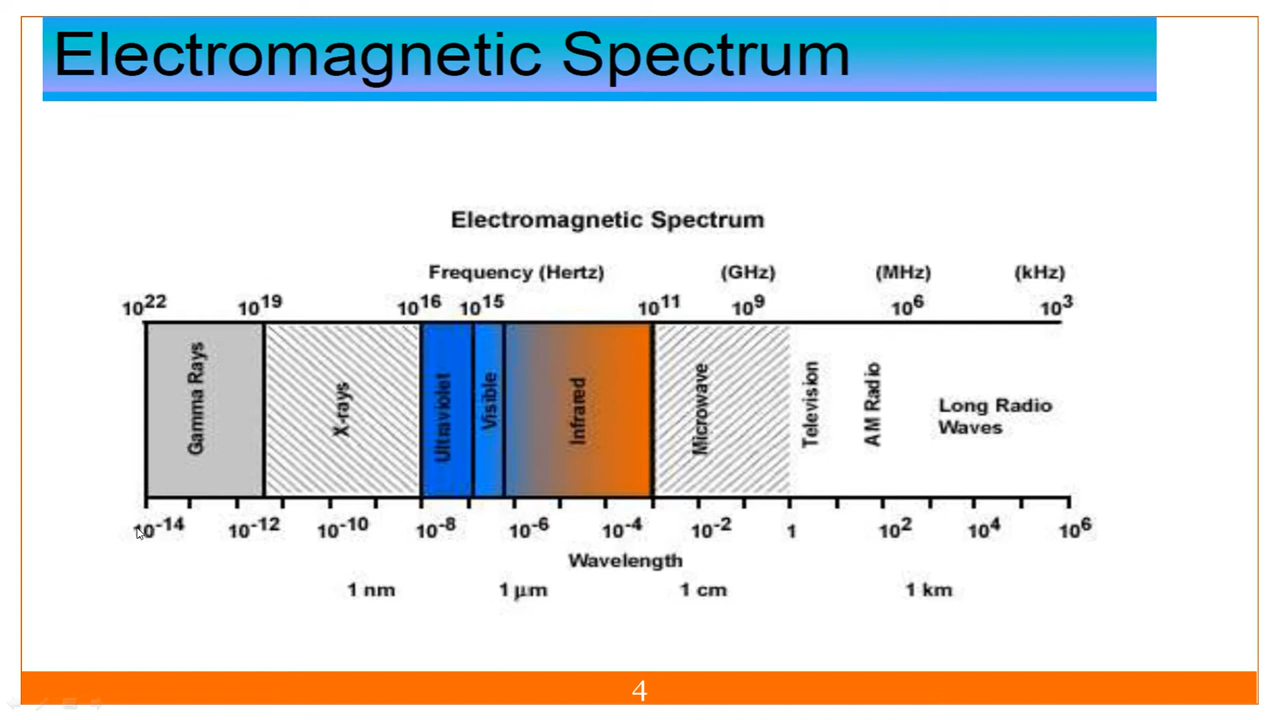 Electromagnetic Spectrum
Electromagnetic Spectrum
Frequency (Hertz) (GHz) (MHz) (kHz)
10²² 10¹⁹ 10¹⁶ 10¹⁵ 10¹¹ 10⁹ 10⁶ 10³
Gamma Rays
X-rays
Ultraviolet
Visible
Infrared
Microwave
Television
AM Radio
Long Radio
Waves
10⁻¹⁴ 10⁻¹² 10⁻¹⁰ 10⁻⁸ 10⁻⁶ 10⁻⁴ 10⁻² 1 10² 10⁴ 10⁶
Wavelength
1 nm 1 μm 1 cm 1 km
4